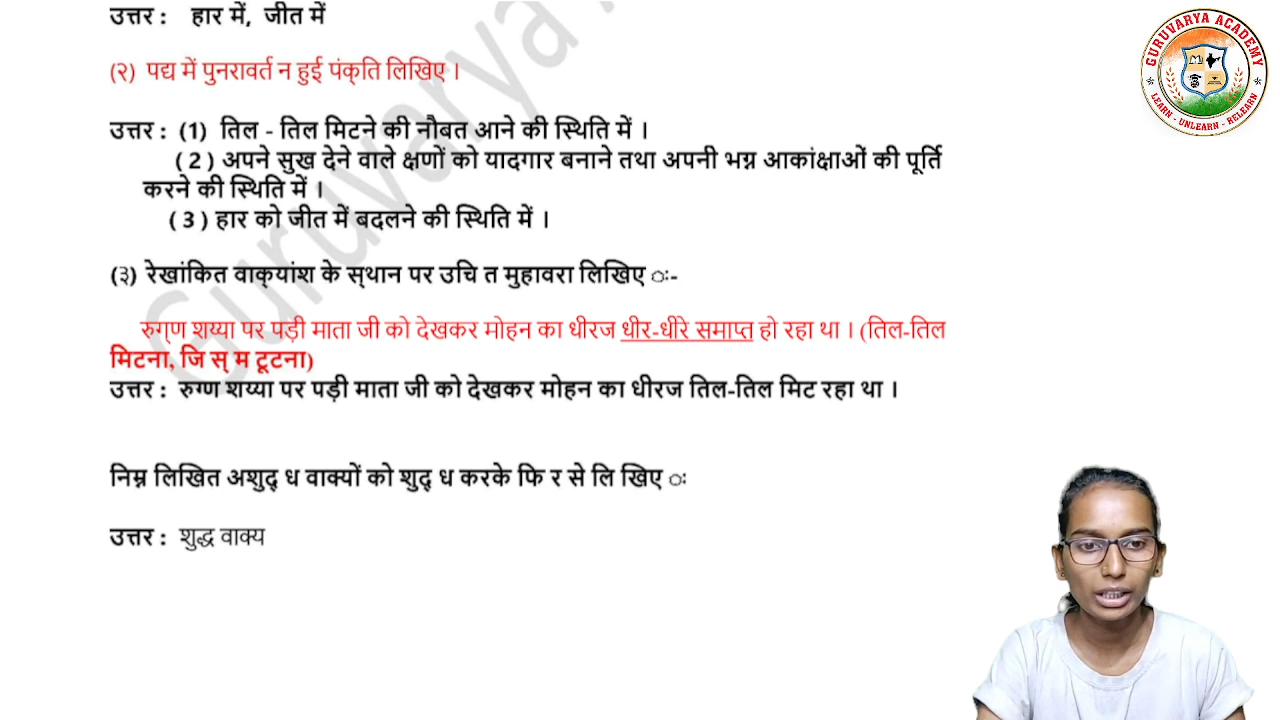 उत्तर : हार में, जीत में
(२) पद्य में पुनरावर्त न हुई पंक्ति लिखिए ।
उत्तर : (1) तिल - तिल मिटने की नौबत आने की स्थिति में ।
( 2 ) अपने सुख देने वाले क्षणों को यादगार बनाने तथा अपनी भग्न आकांक्षाओं की पूर्ति
करने की स्थिति में ।
( 3 ) हार को जीत में बदलने की स्थिति में ।
(३) रेखांकित वाक्यांश के स्थान पर उचि त मुहावरा लिखिए ः-
रुग्ण शय्या पर पड़ी माता जी को देखकर मोहन का धीरज धीर-धीरे समाप्त हो रहा था । (तिल-तिल
मिटना, जि स् म टूटना)
उत्तर : रुग्ण शय्या पर पड़ी माता जी को देखकर मोहन का धीरज तिल-तिल मिट रहा था ।
निम्न लिखित अशुद् ध वाक्यों को शुद् ध करके फि र से लि खिए ः
उत्तर : शुद्ध वाक्य
Guruvarya
GURUVARYA ACADEMY
LEARN - UNLEARN - RELEARN